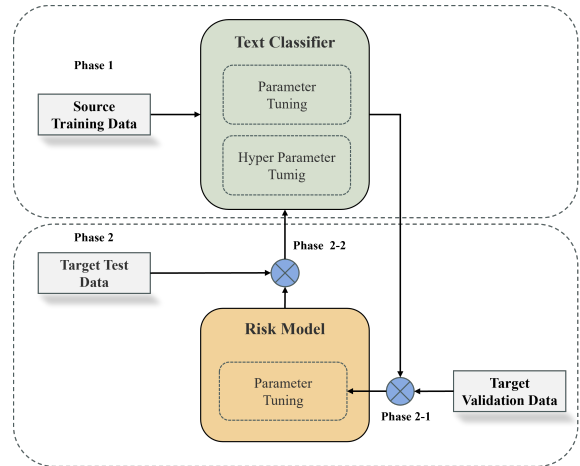 Text Classifier
Phase 1
Parameter
Tuning
Source
Training Data
Hyper Parameter
Tumig
Phase 2
Phase 2-2
Target Test
Data
Risk Model
Parameter
Tuning
Target
Validation Data
Phase 2-1